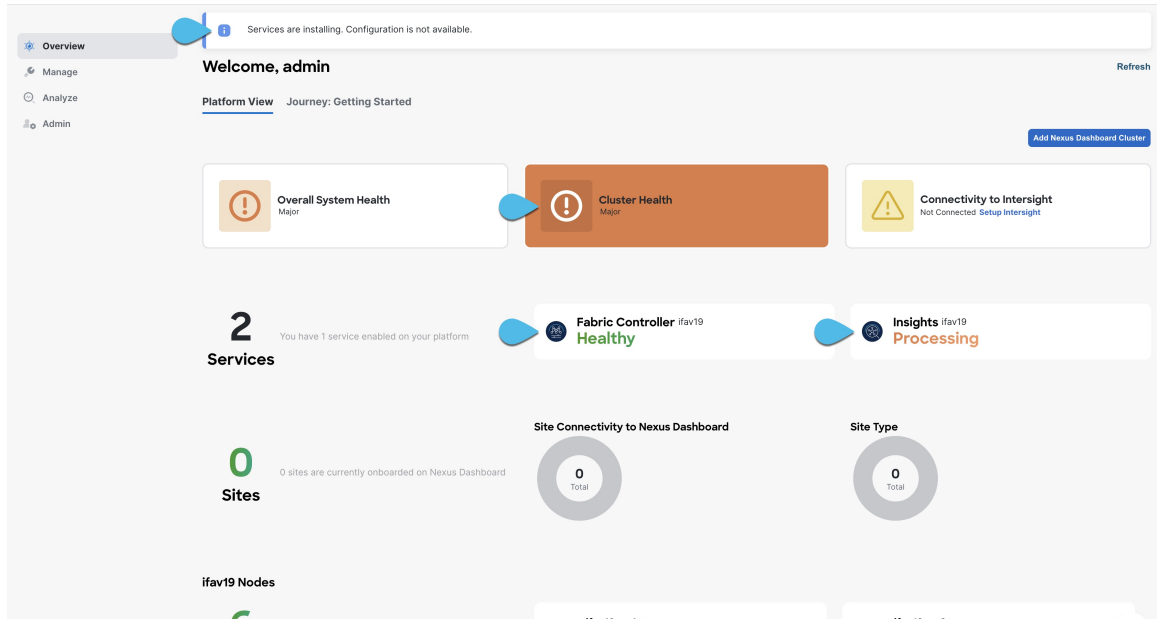 Services are installing. Configuration is not available.
Overview
Manage
Analyze
Admin
Welcome, admin
Refresh
Platform View Journey: Getting Started
Add Nexus Dashboard Cluster
Overall System Health
Major
Cluster Health
Major
Connectivity to Intersight
Not Connected Setup Intersight
2
Services
You have 1 service enabled on your platform
Fabric Controller ifav19
Healthy
Insights ifav19
Processing
0
Sites
0 sites are currently onboarded on Nexus Dashboard
Site Connectivity to Nexus Dashboard
0
Total
Site Type
0
Total
ifav19 Nodes